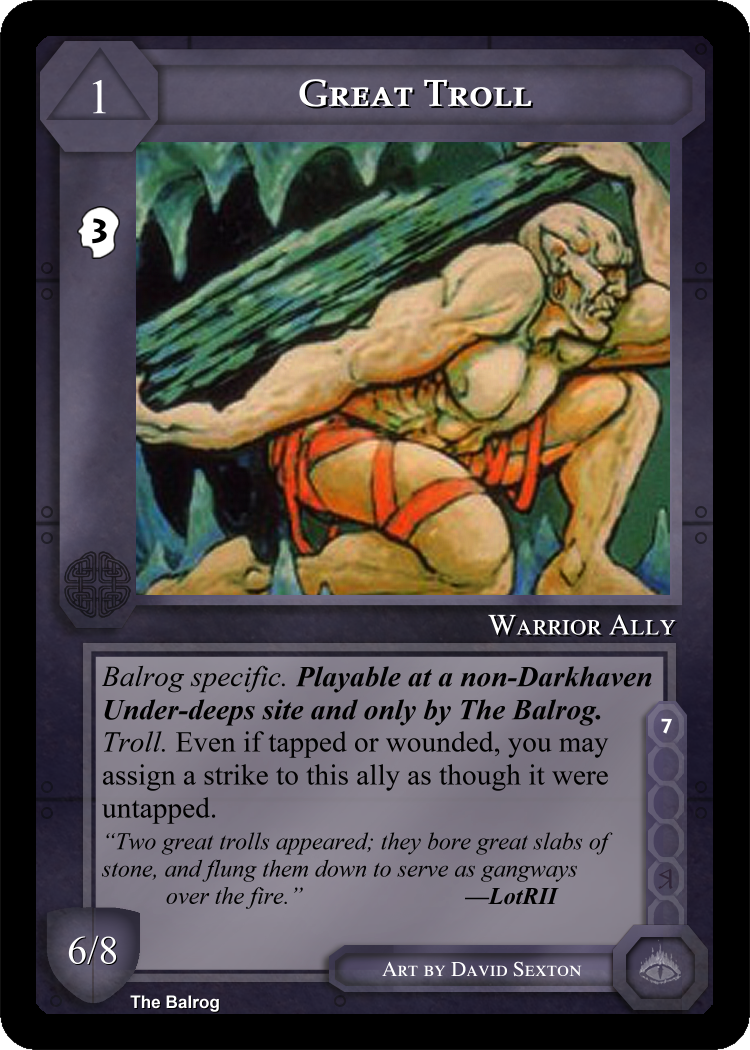 1
Great Troll
3
Warrior Ally
Balrog specific. Playable at a non-Darkhaven
Under-deeps site and only by The Balrog.
Troll. Even if tapped or wounded, you may
assign a strike to this ally as though it were
untapped.
7
“Two great trolls appeared; they bore great slabs of
stone, and flung them down to serve as gangways
over the fire.” —LotRII
6/8
Art by David Sexton
The Balrog